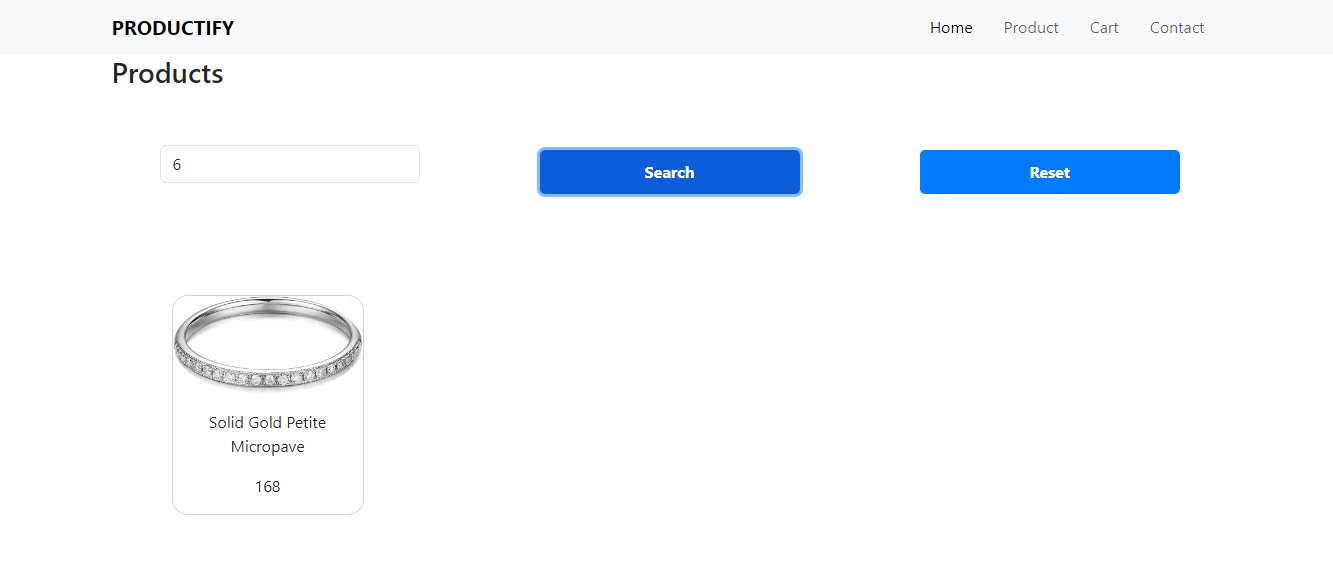 PRODUCTIFY
Home Product Cart Contact
Products
6
Search
Reset
Solid Gold Petite
Micropave
168